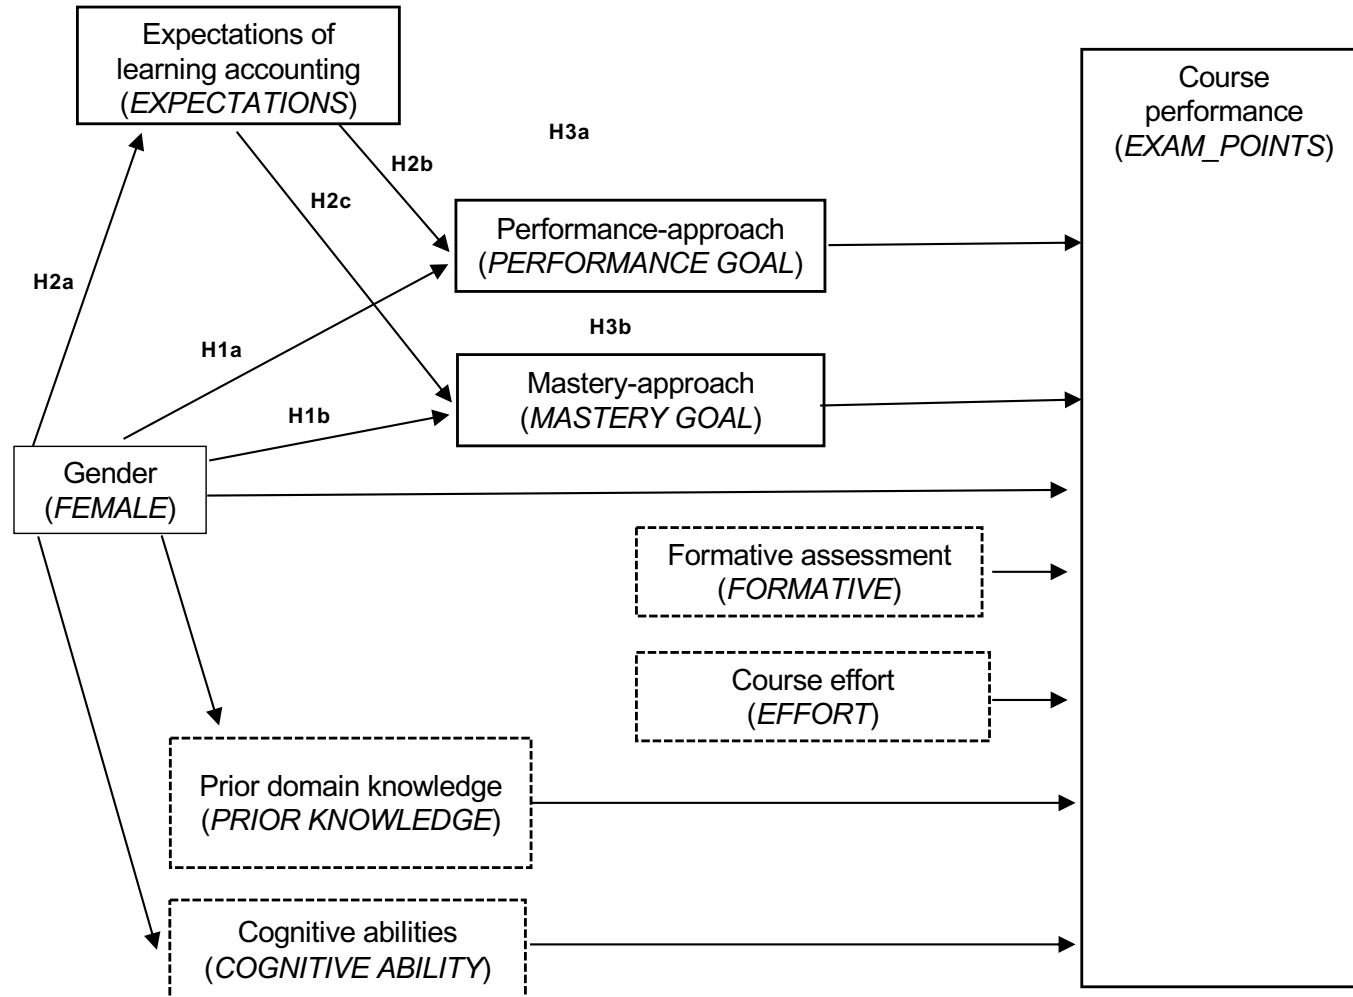 Expectations of
learning accounting
(EXPECTATIONS)
Course
performance
(EXAM_POINTS)
H3a
H2b
H2c
Performance-approach
(PERFORMANCE GOAL)
H2a
H3b
H1a
Mastery-approach
(MASTERY GOAL)
H1b
Gender
(FEMALE)
Formative assessment
(FORMATIVE)
Course effort
(EFFORT)
Prior domain knowledge
(PRIOR KNOWLEDGE)
Cognitive abilities
(COGNITIVE ABILITY)